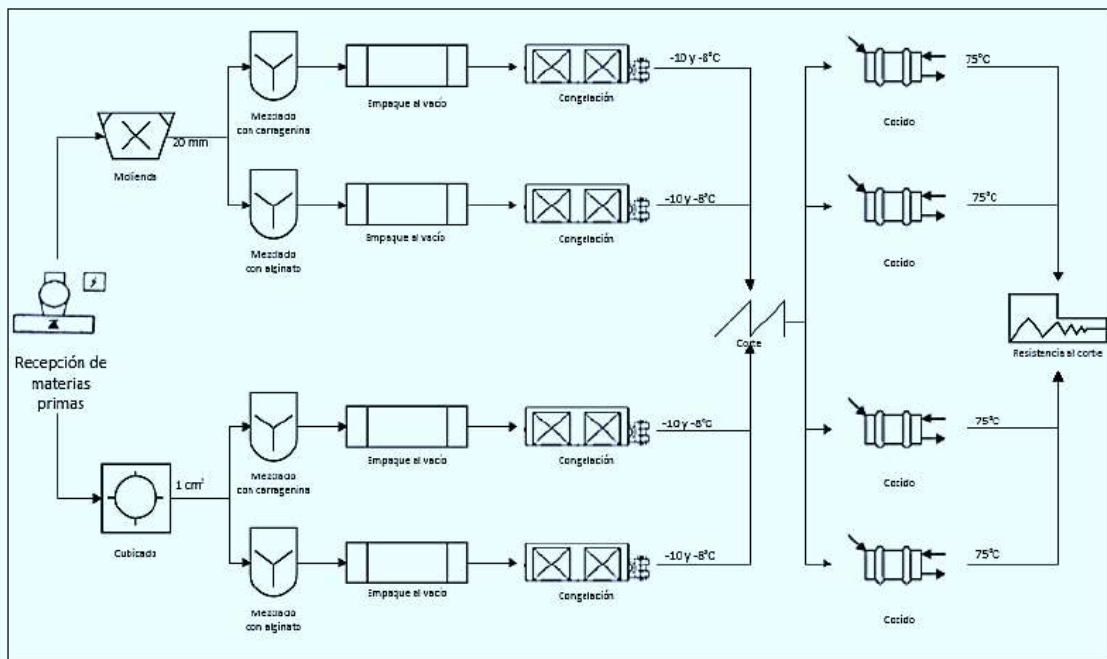 Mezclado
con carragenina
Empaque al vacío
Congelación
-10 y -8°C
75°C
Cocido
Molienda
20 mm
Mezclado
con alginato
Empaque al vacío
Congelación
-10 y -8°C
75°C
Cocido
Recepción de
materias
primas
Corte
Resistencia al corte
Mezclado
con carragenina
Empaque al vacío
Congelación
-10 y -8°C
75°C
Cocido
Cubicado
1 cm²
Mezclado
con alginato
Empaque al vacío
Congelación
-10 y -8°C
75°C
Cocido